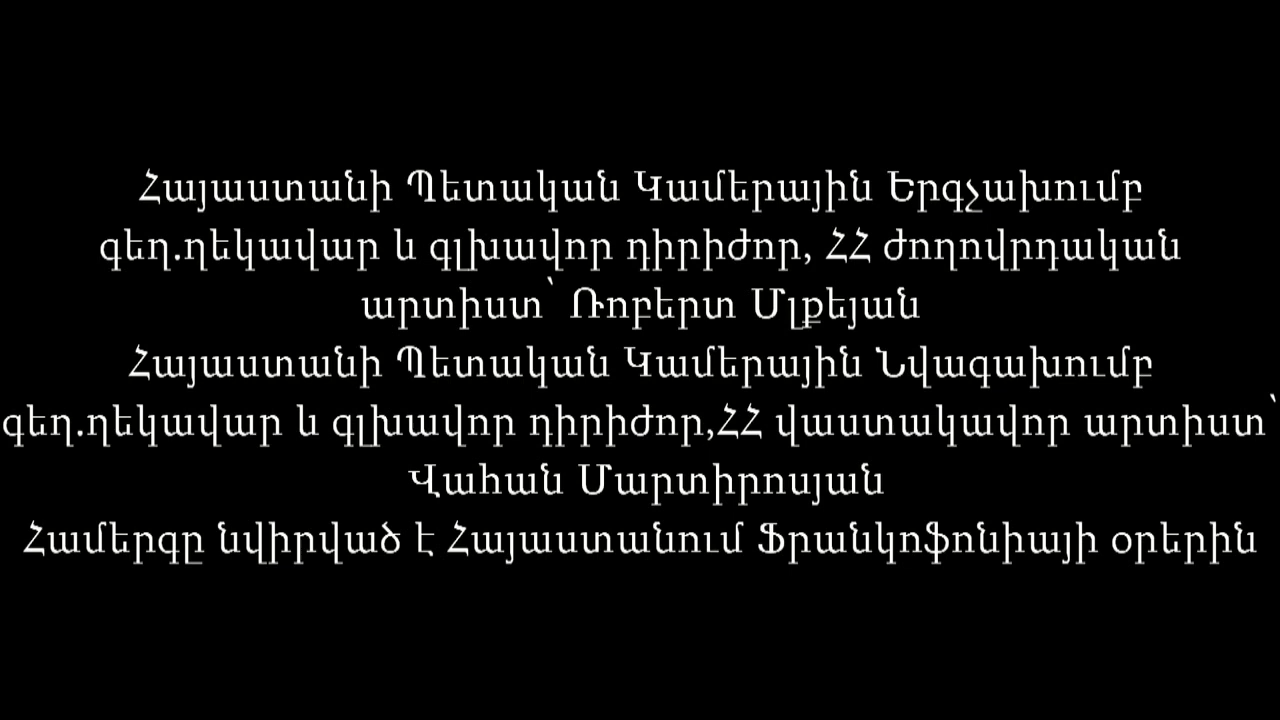 Հայաստանի Պետական Կամերային Երգչախումբ
գեղ.ղեկավար և գլխավոր դիրիժոր, ՀՀ ժողովրդական
արտիստ՝ Ռոբերտ Մլքեյան
Հայաստանի Պետական Կամերային Նվագախումբ
գեղ.ղեկավար և գլխավոր դիրիժոր,ՀՀ վաստակավոր արտիստ՝
Վահան Մարտիրոսյան
Համերգը նվիրված է Հայաստանում Ֆրանկոֆոնիայի օրերին